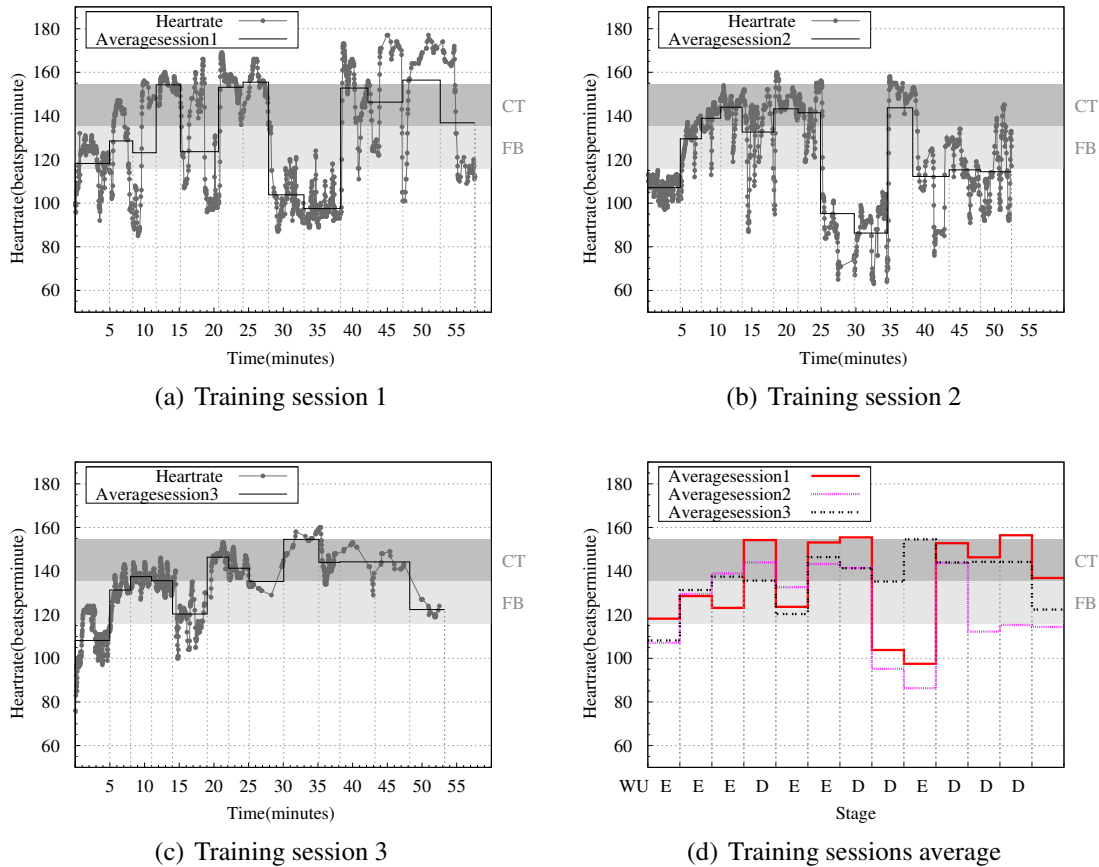 180
160
140
120
100
80
60
Heartrate(beatsperminute)
Heartrate
Averagesession1
CT
FB
5 10 15 20 25 30 35 40 45 50 55
Time(minutes)
(a) Training session 1
180
160
140
120
100
80
60
Heartrate(beatsperminute)
Heartrate
Averagesession2
CT
FB
5 10 15 20 25 30 35 40 45 50 55
Time(minutes)
(b) Training session 2
180
160
140
120
100
80
60
Heartrate(beatsperminute)
Heartrate
Averagesession3
CT
FB
5 10 15 20 25 30 35 40 45 50 55
Time(minutes)
(c) Training session 3
180
160
140
120
100
80
60
Heartrate(beatsperminute)
Averagesession1
Averagesession2
Averagesession3
CT
FB
WU E E E D E E D D E D D D
Stage
(d) Training sessions average